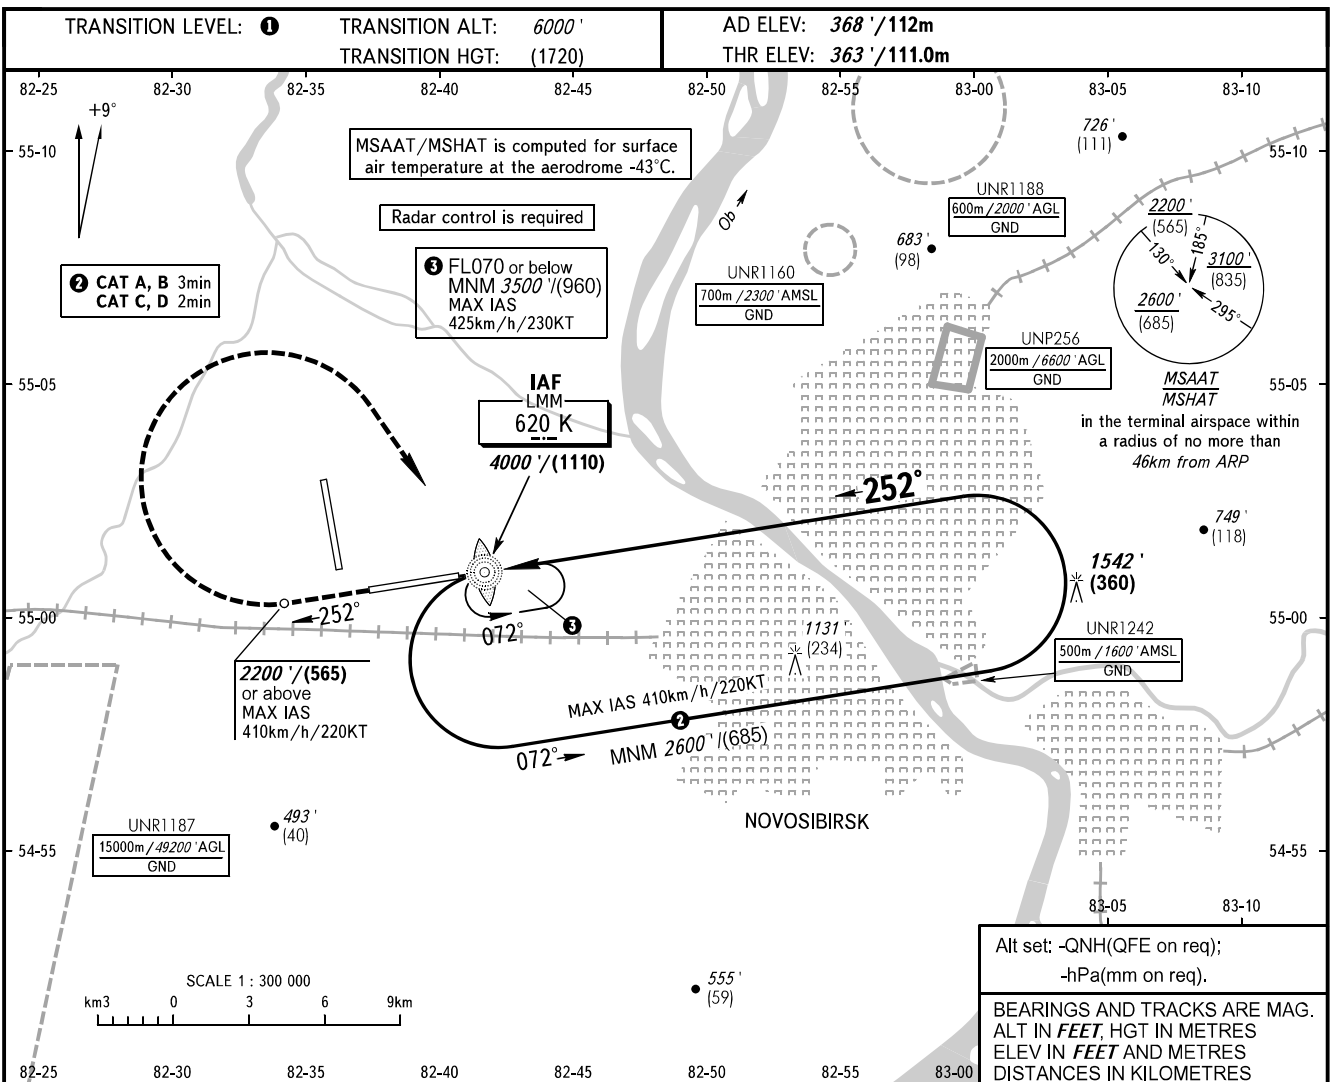 TRANSITION LEVEL: ❶ TRANSITION ALT: 6000 '
TRANSITION HGT: (1720)
AD ELEV: 368 '/112m
THR ELEV: 363 '/111.0m
82-25 82-30 82-35 82-40 82-45 82-50 82-55 83-00 83-05 83-10
+9°
55-10
55-10
MSAAT/MSHAT is computed for surface
air temperature at the aerodrome -43°C.
Radar control is required
❷ CAT A, B 3min
CAT C, D 2min
❸ FL070 or below
MNM 3500 '/(960)
MAX IAS
425km/h/230KT
Ob
726 '
(111)
UNR1188
600m/2000 'AGL
GND
683 '
(98)
UNR1160
700m/2300 'AMSL
GND
2200 '
(565)
185°
130°
3100 '
(835)
2600 '
(685)
295°
MSAAT
MSHAT
in the terminal airspace within
a radius of no more than
46km from ARP
UNP256
2000m/6600 'AGL
GND
55-05
55-05
IAF
LMM
620 K
4000 '/(1110)
252°
749 '
(118)
1542 '
(360)
252°
072°
❸
55-00
55-00
1131 '
(234)
UNR1242
500m/1600 'AMSL
GND
2200 '/(565)
or above
MAX IAS
410km/h/220KT
MAX IAS 410km/h/220KT
❷
072°
MNM 2600 '/(685)
NOVOSIBIRSK
493 '
(40)
UNR1187
15000m/49200 'AGL
GND
54-55
54-55
83-05 83-10
555 '
(59)
SCALE 1 : 300 000
km3 0 3 6 9km
Alt set: -QNH(QFE on req);
-hPa(mm on req).
BEARINGS AND TRACKS ARE MAG.
ALT IN FEET, HGT IN METRES
ELEV IN FEET AND METRES
DISTANCES IN KILOMETRES
82-25 82-30 82-35 82-40 82-45 82-50 82-55 83-00